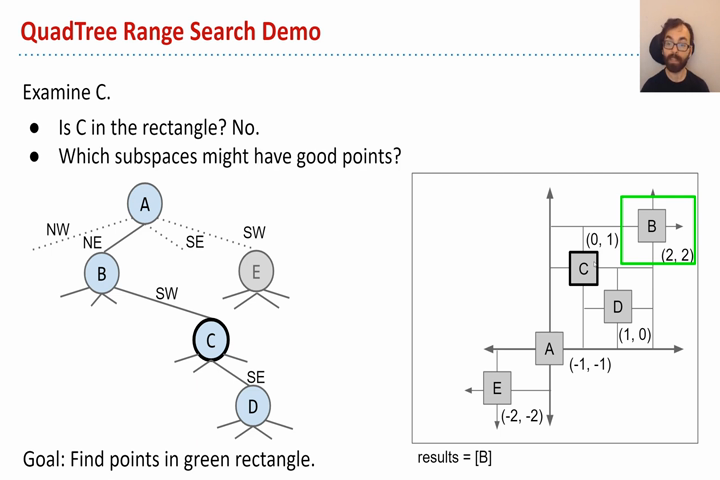 QuadTree Range Search Demo
Examine C.
● Is C in the rectangle? No.
● Which subspaces might have good points?
A
NW
NE
SE
SW
B
E
SW
C
SE
D
Goal: Find points in green rectangle.
B
(0, 1)
(2, 2)
C
D
(1, 0)
A
(-1, -1)
E
(-2, -2)
results = [B]